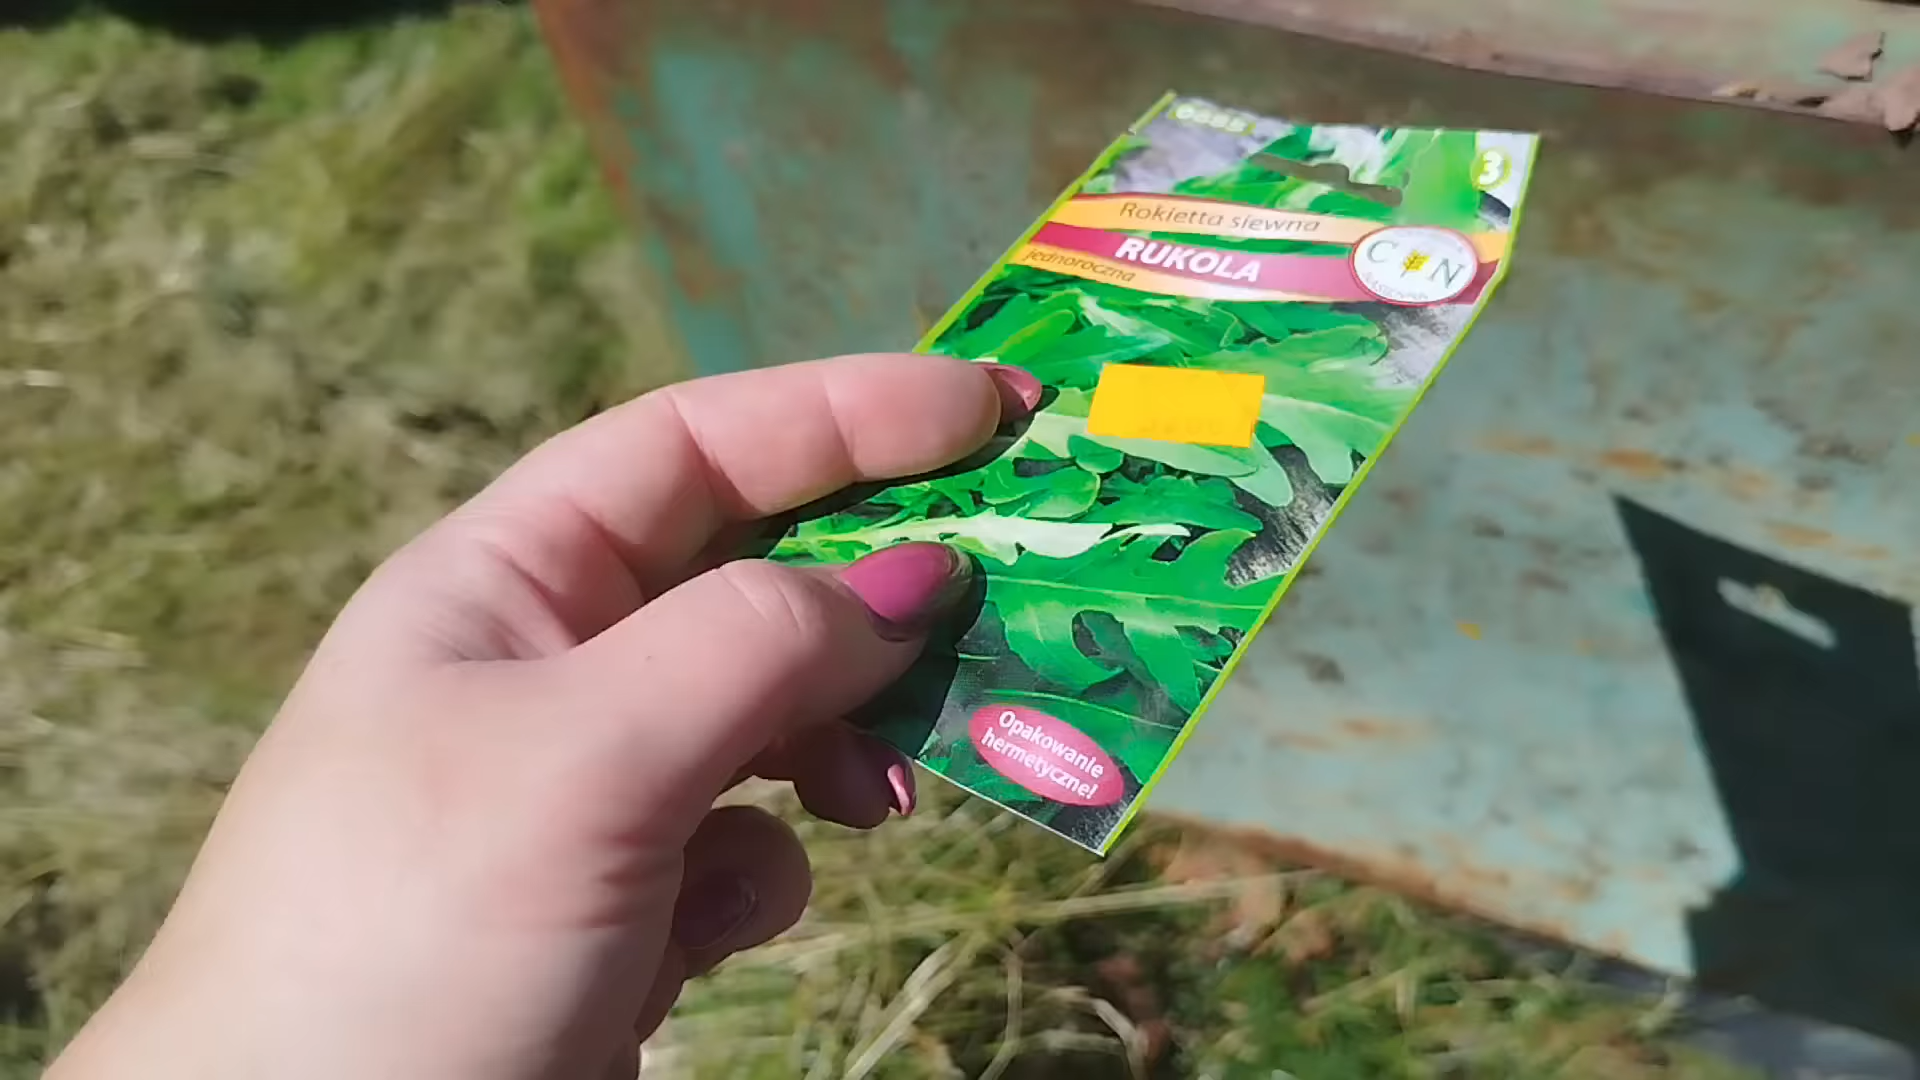 3
Rokietta siewna
RUKOLA
jednoroczna
C N
Opakowanie
hermetyczne!